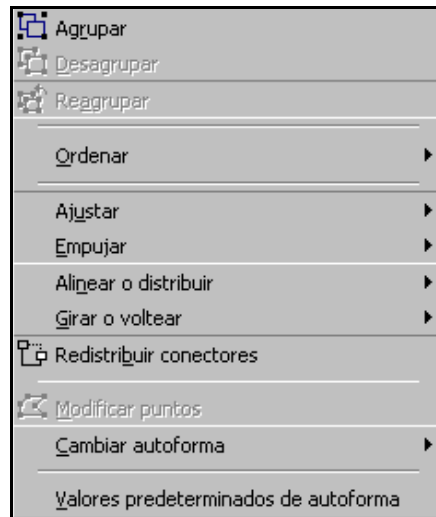 Agrupar
Desagrupar
Reagrupar
Ordenar
Ajustar
Empujar
Alinear o distribuir
Girar o voltear
Redistribuir conectores
Modificar puntos
Cambiar autoforma
Valores predeterminados de autoforma